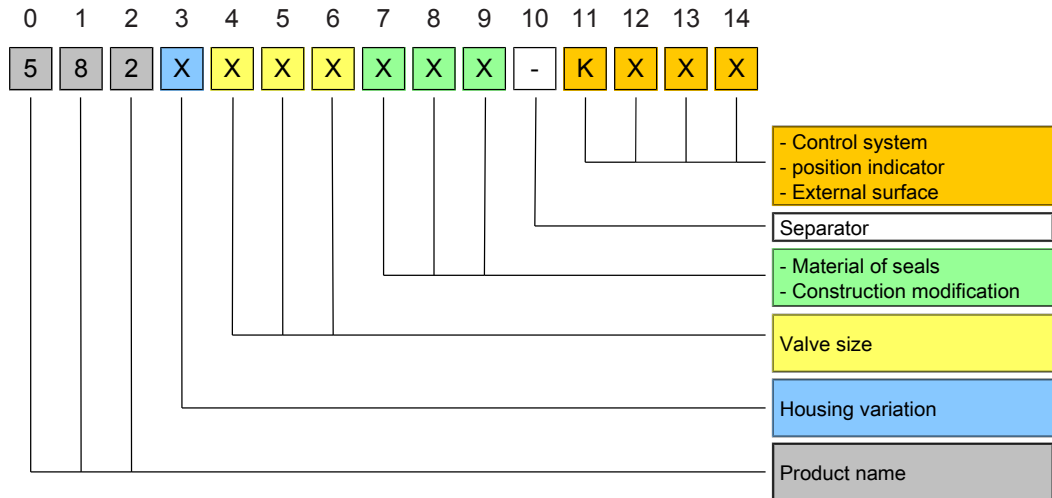 0 1 2 3 4 5 6 7 8 9 10 11 12 13 14
5 8 2 X X X X X X X - K X X X
- Control system
- position indicator
- External surface
Separator
- Material of seals
- Construction modification
Valve size
Housing variation
Product name